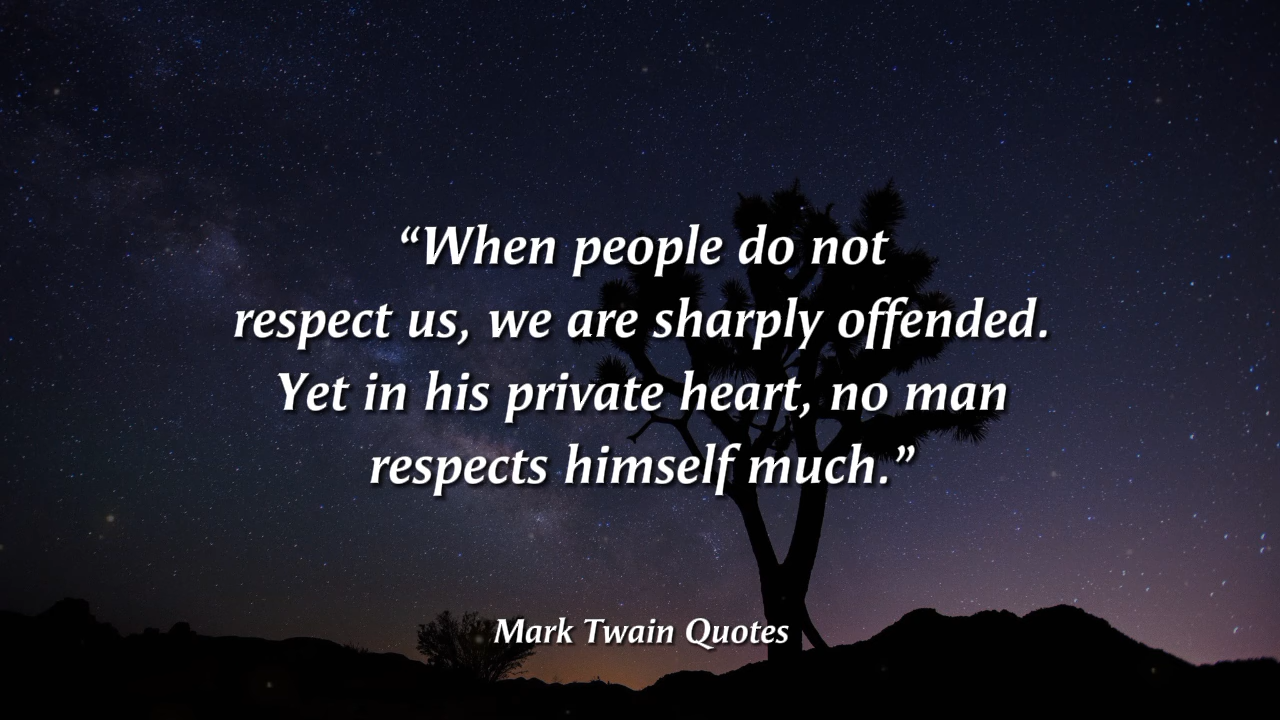 “When people do not
respect us, we are sharply offended.
Yet in his private heart, no man
respects himself much.”
Mark Twain Quotes